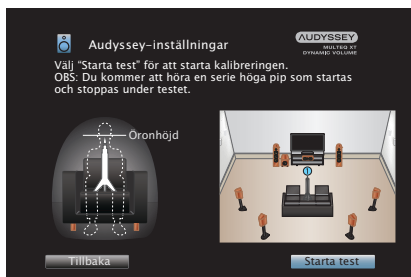 Audyssey-inställningar
AUDYSSEY
MULTEQ XT
DYNAMIC VOLUME
Välj "Starta test" för att starta kalibreringen.
OBS: Du kommer att höra en serie höga pip som startas
och stoppas under testet.
Öronhöjd
1
Tillbaka
Starta test